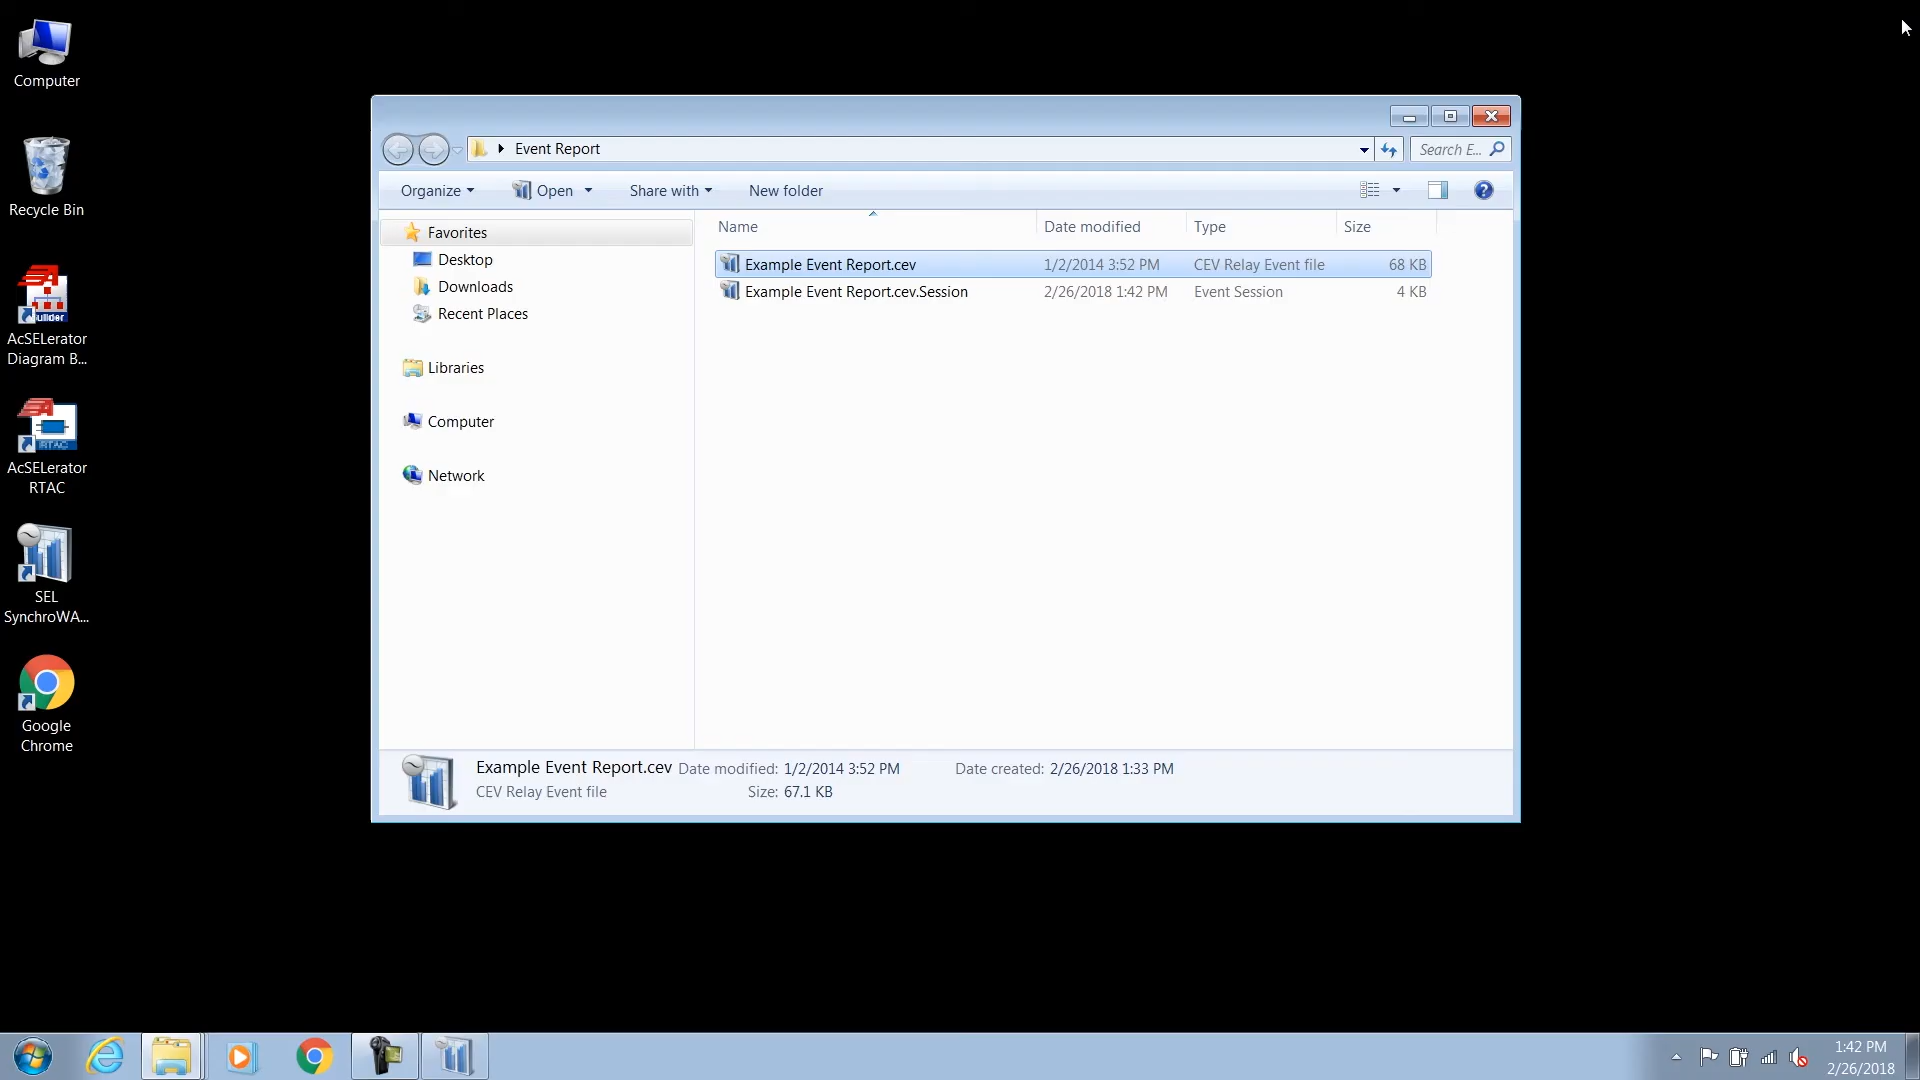 Computer
Recycle Bin
AcSELerator
Diagram B...
AcSELerator
RTAC
SEL
SynchroWA...
Google
Chrome
Event Report
Search E...
Organize
Open
Share with
New folder
Favorites
Desktop
Downloads
Recent Places
Libraries
Computer
Network
Name Date modified Type Size
Example Event Report.cev 1/2/2014 3:52 PM CEV Relay Event file 68 KB
Example Event Report.cev.Session 2/26/2018 1:42 PM Event Session 4 KB
Example Event Report.cev Date modified: 1/2/2014 3:52 PM Date created: 2/26/2018 1:33 PM
CEV Relay Event file Size: 67.1 KB
1:42 PM
2/26/2018